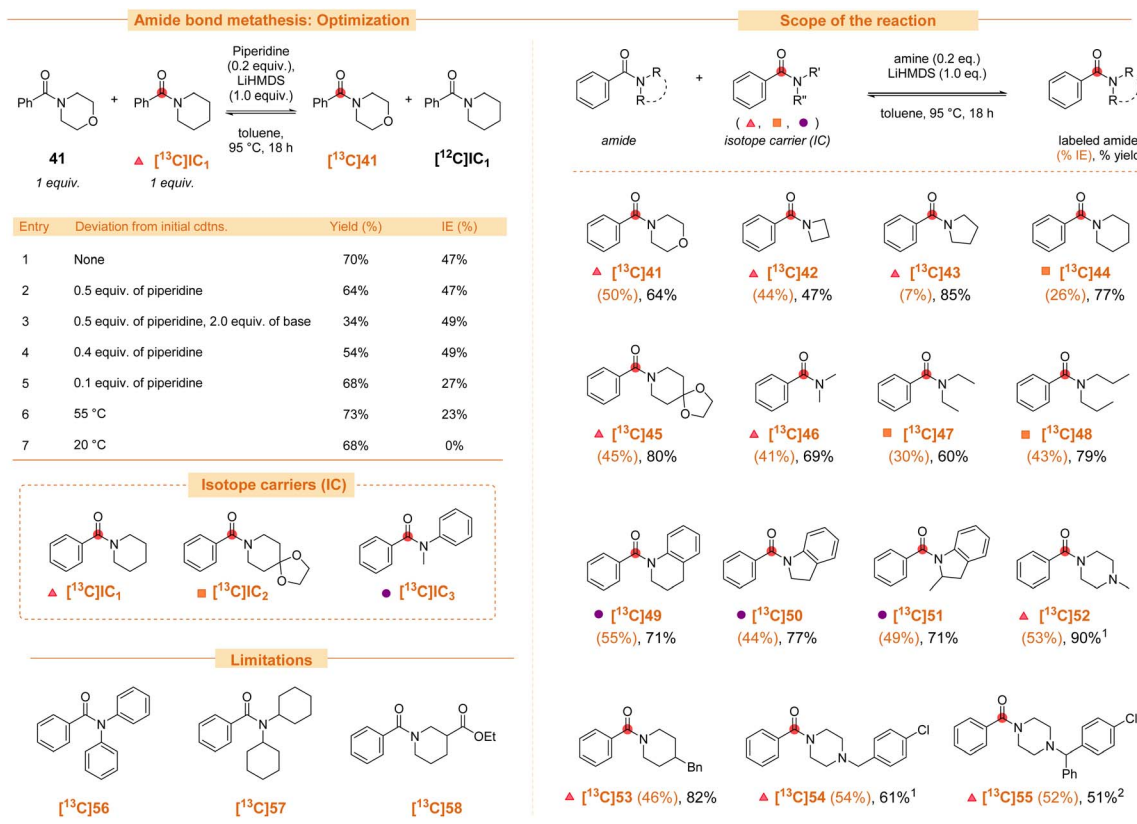 Amide bond metathesis: Optimization
Piperidine
(0.2 equiv.),
LiHMDS
(1.0 equiv.)
toluene,
95 °C, 18 h
O
Ph
N
O
+
O
Ph
N
O
Ph
N
O
+
O
Ph
N
41
[¹³C]IC₁
[¹³C]41
[¹²C]IC₁
1 equiv.
1 equiv.
Entry Deviation from initial cdtns. Yield (%) IE (%)
1 None 70% 47%
2 0.5 equiv. of piperidine 64% 47%
3 0.5 equiv. of piperidine, 2.0 equiv. of base 34% 49%
4 0.4 equiv. of piperidine 54% 49%
5 0.1 equiv. of piperidine 68% 27%
6 55 °C 73% 23%
7 20 °C 68% 0%
Isotope carriers (IC)
O
N
O
N
O
O
O
N
[¹³C]IC₁
[¹³C]IC₂
[¹³C]IC₃
Limitations
O
N
O
N
O
N
O
OEt
[¹³C]56
[¹³C]57
[¹³C]58
Scope of the reaction
O
N
R
R
+
O
N
R'
R"
amine (0.2 eq.)
LiHMDS (1.0 eq.)
toluene, 95 °C, 18 h
O
N
R
R
( , , )
amide
isotope carrier (IC)
labeled amide
(% IE), % yield
O
N
O
O
N
O
N
O
N
[¹³C]41
[¹³C]42
[¹³C]43
[¹³C]44
(50%), 64%
(44%), 47%
(7%), 85%
(26%), 77%
O
N
O
O
O
N
O
N
O
N
[¹³C]45
[¹³C]46
[¹³C]47
[¹³C]48
(45%), 80%
(41%), 69%
(30%), 60%
(43%), 79%
O
N
O
N
O
N
O
N
N
[¹³C]49
[¹³C]50
[¹³C]51
[¹³C]52
(55%), 71%
(44%), 77%
(49%), 71%
(53%), 90%¹
O
N
Bn
O
N
N
Cl
O
N
N
Ph
Cl
[¹³C]53 (46%), 82%
[¹³C]54 (54%), 61%¹
[¹³C]55 (52%), 51%²